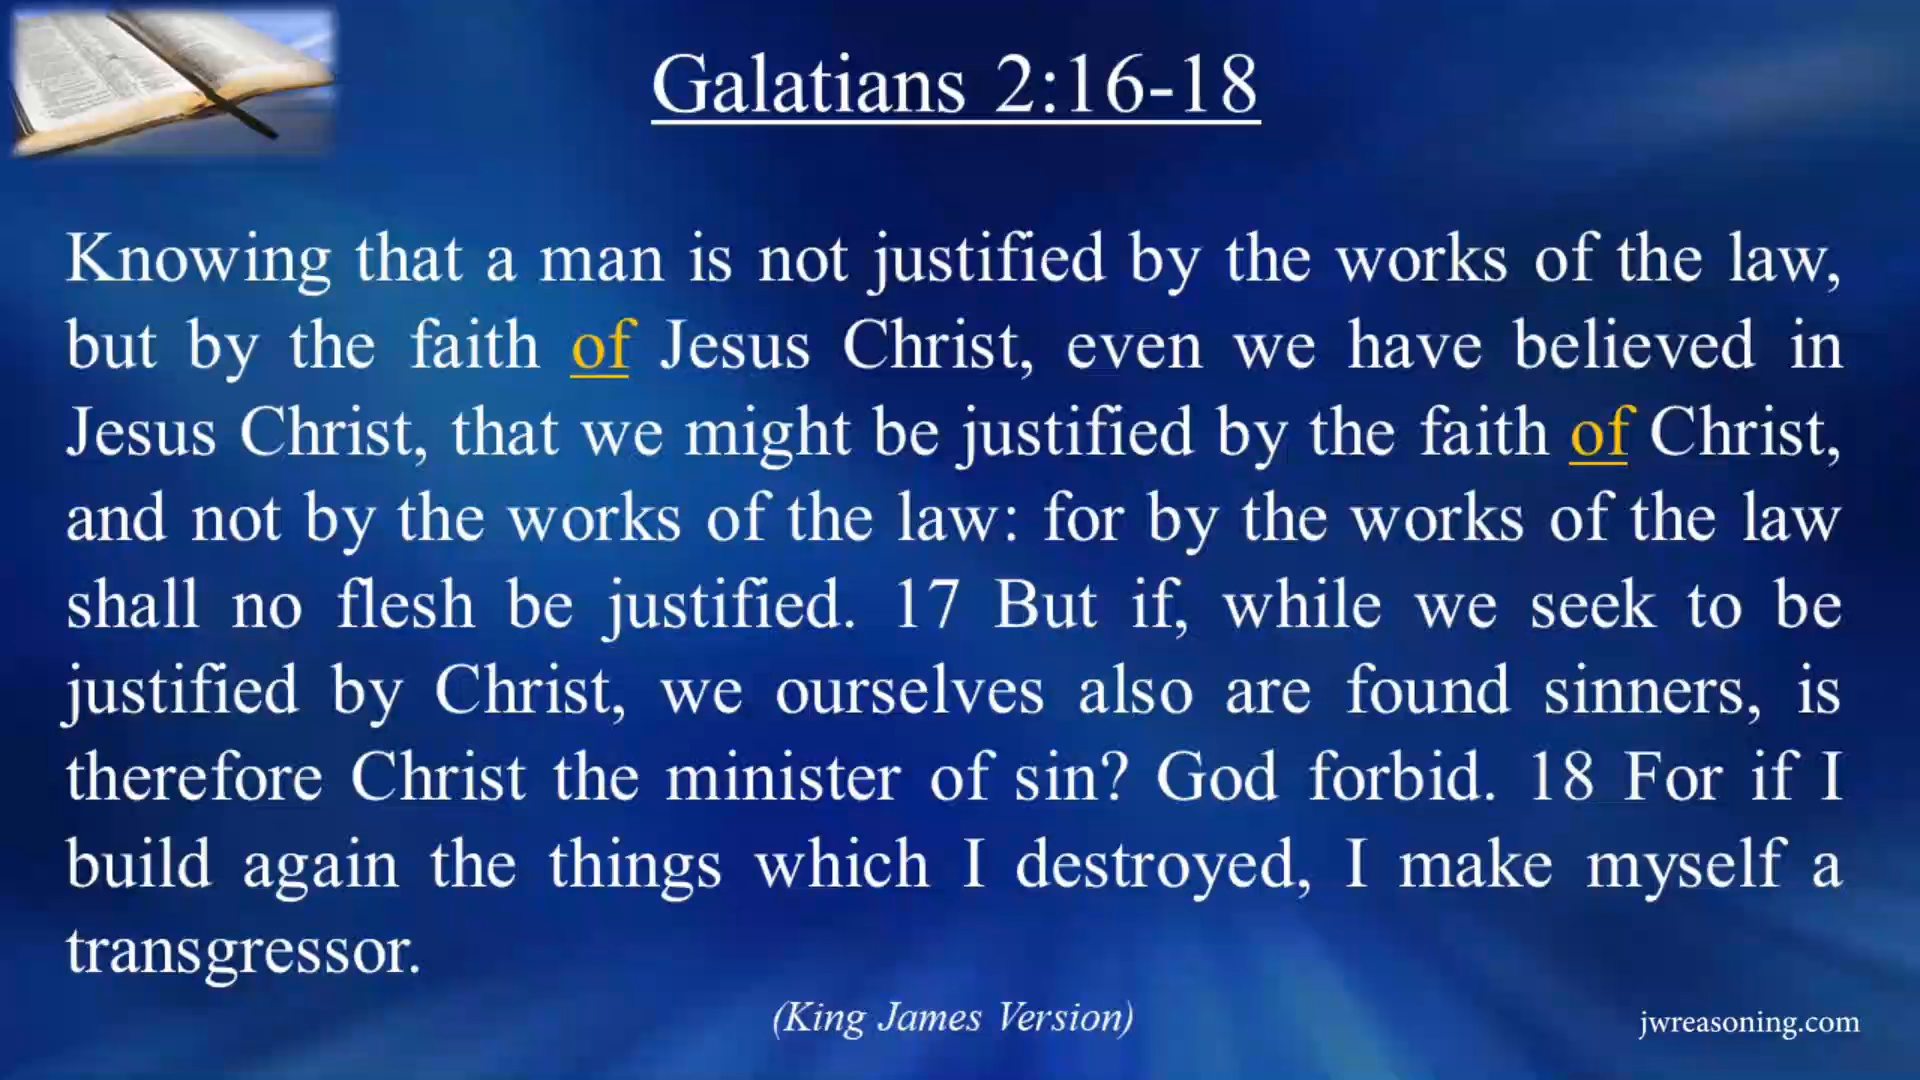 Galatians 2:16-18
Knowing that a man is not justified by the works of the law,
but by the faith of Jesus Christ, even we have believed in
Jesus Christ, that we might be justified by the faith of Christ,
and not by the works of the law: for by the works of the law
shall no flesh be justified. 17 But if, while we seek to be
justified by Christ, we ourselves also are found sinners, is
therefore Christ the minister of sin? God forbid. 18 For if I
build again the things which I destroyed, I make myself a
transgressor.
(King James Version)
jwreasoning.com